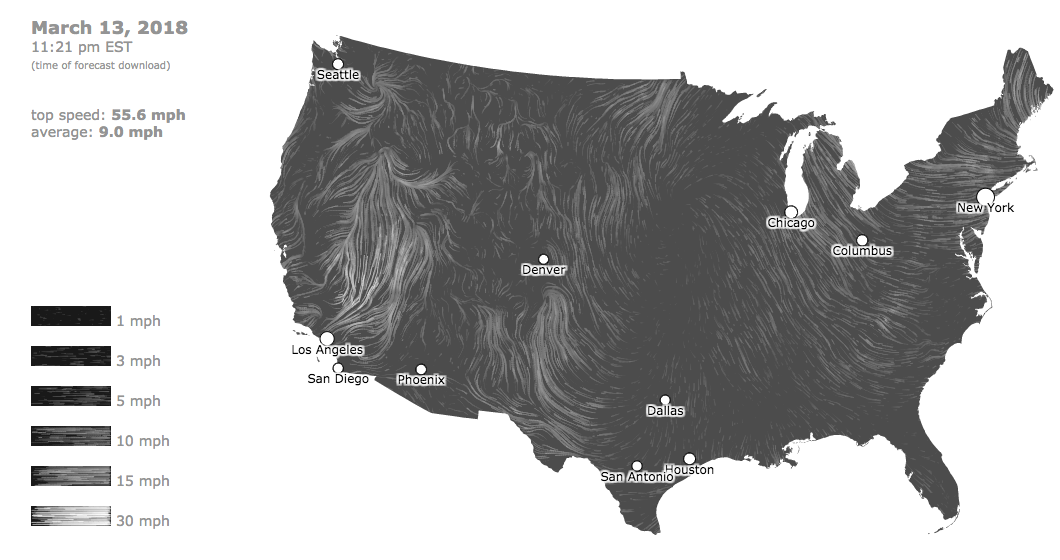 March 13, 2018
11:21 pm EST
(time of forecast download)
top speed: 55.6 mph
average: 9.0 mph
1 mph
3 mph
5 mph
10 mph
15 mph
30 mph
Seattle
New York
Chicago
Columbus
Denver
Los Angeles
San Diego
Phoenix
Dallas
Houston
San Antonio